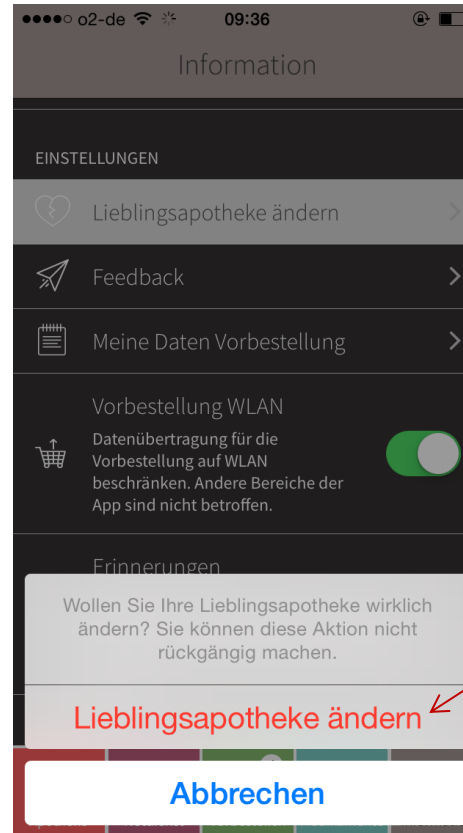 o2-de 09:36
Information
EINSTELLUNGEN
Lieblingsapotheke ändern
Feedback
Meine Daten Vorbestellung
Vorbestellung WLAN
Datenübertragung für die
Vorbestellung auf WLAN
beschränken. Andere Bereiche der
App sind nicht betroffen.
Erinnerungen
Wollen Sie Ihre Lieblingsapotheke wirklich
ändern? Sie können diese Aktion nicht
rückgängig machen.
Lieblingsapotheke ändern
Abbrechen